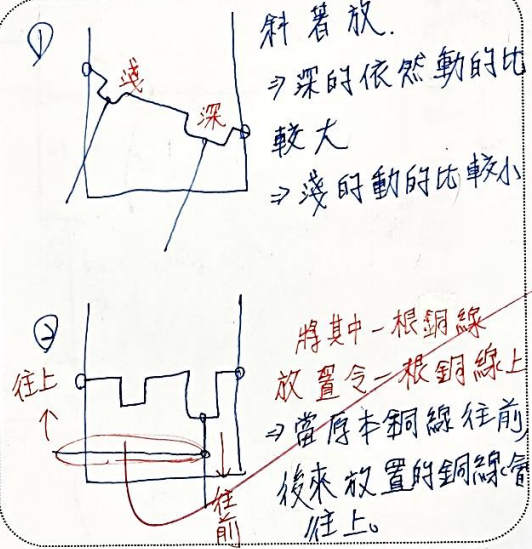 ①
斜著放.
淺
深
⇒深的依然動的比
較大
⇒淺的動的比較小
②
往上
↑
將其中一根銅線
放置令一根銅線上
⇒當原本銅線往前,
後來放置的銅線會
往上。
↓
往前